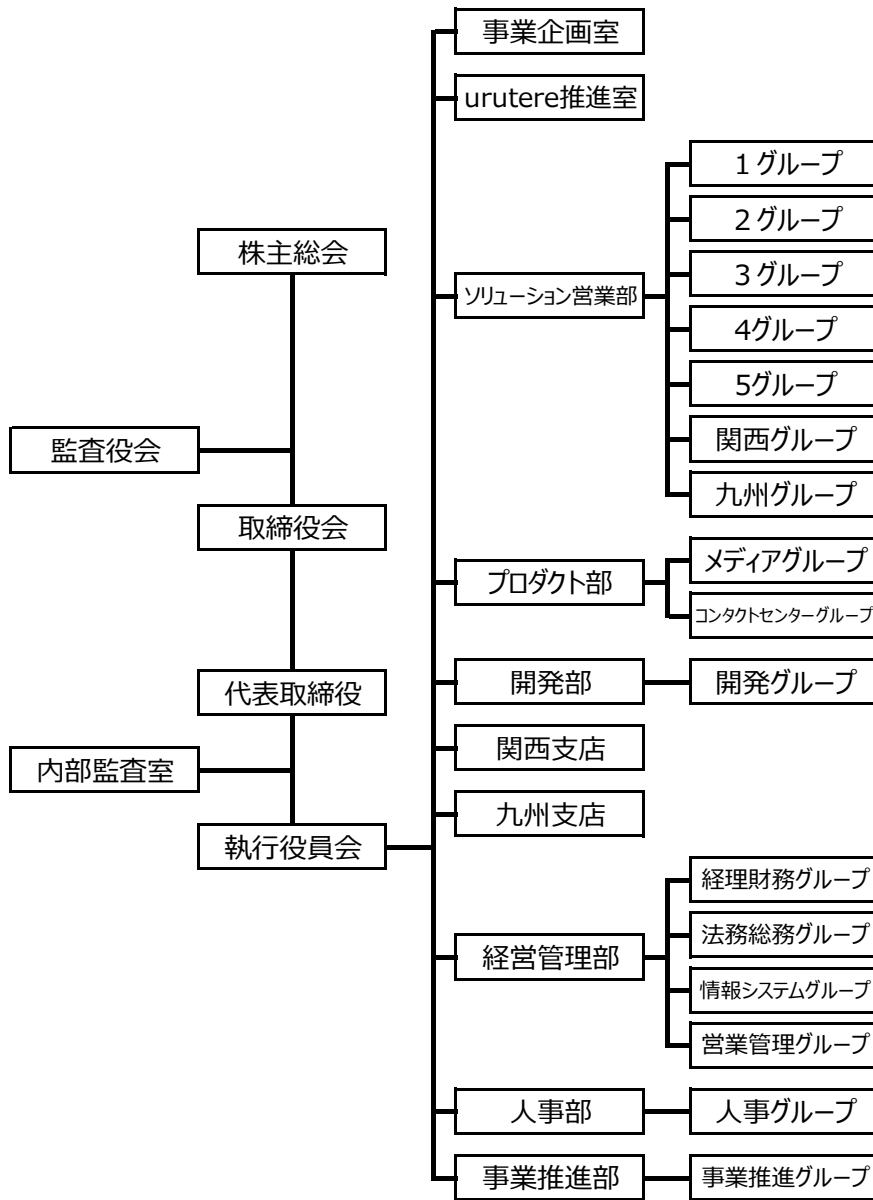 事業企画室
urutere推進室
1グループ
2グループ
株主総会
3グループ
ソリューション営業部
4グループ
5グループ
監査役会
関西グループ
九州グループ
取締役会
メディアグループ
プロダクト部
コンタクトセンターグループ
代表取締役
開発部
開発グループ
関西支店
内部監査室
九州支店
執行役員会
経理財務グループ
法務総務グループ
経営管理部
情報システムグループ
営業管理グループ
人事部
人事グループ
事業推進部
事業推進グループ